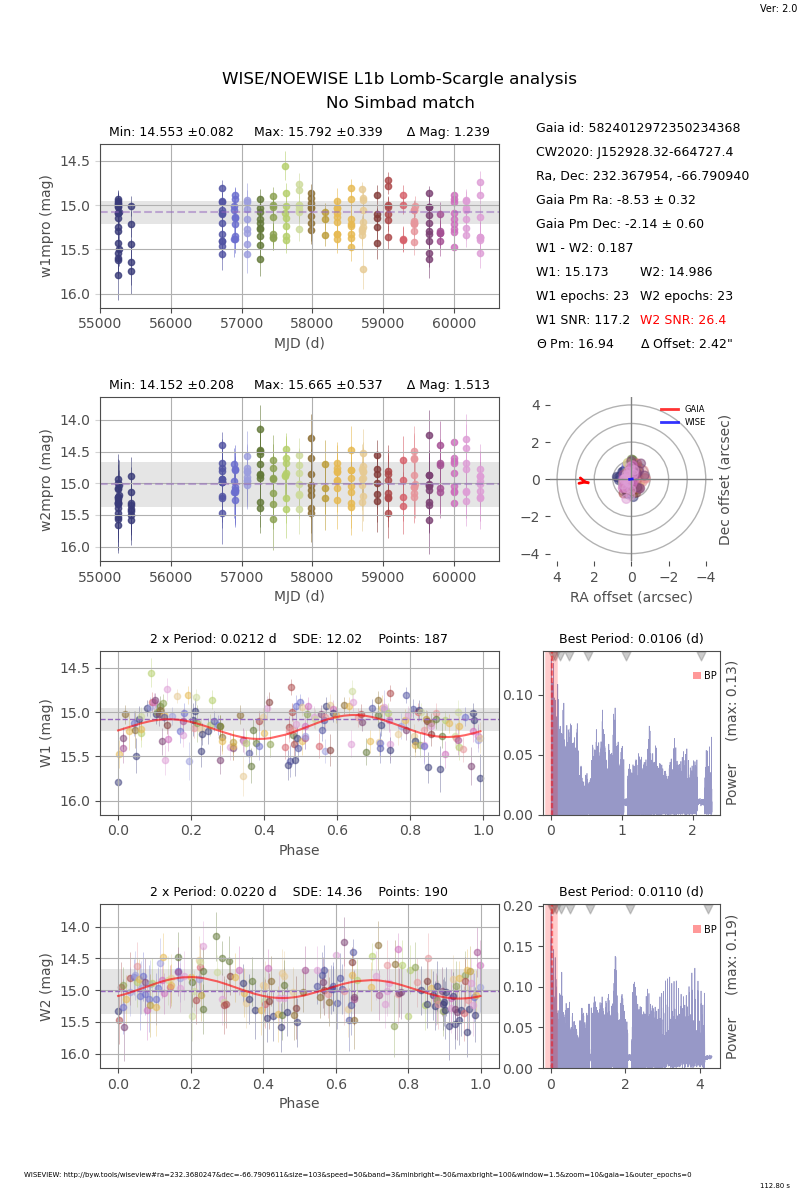 Ver: 2.0
WISE/NOEWISE L1b Lomb-Scargle analysis
No Simbad match
Min: 14.553 ±0.082 Max: 15.792 ±0.339 Δ Mag: 1.239
14.5
15.0
15.5
16.0
w1mpro (mag)
55000 56000 57000 58000 59000 60000
MJD (d)
Gaia id: 5824012972350234368
CW2020: J152928.32-664727.4
Ra, Dec: 232.367954, -66.790940
Gaia Pm Ra: -8.53 ± 0.32
Gaia Pm Dec: -2.14 ± 0.60
W1 - W2: 0.187
W1: 15.173 W2: 14.986
W1 epochs: 23 W2 epochs: 23
W1 SNR: 117.2 W2 SNR: 26.4
Θ Pm: 16.94 Δ Offset: 2.42"
Min: 14.152 ±0.208 Max: 15.665 ±0.537 Δ Mag: 1.513
14.0
14.5
15.0
15.5
16.0
w2mpro (mag)
55000 56000 57000 58000 59000 60000
MJD (d)
GAIA
WISE
4
2
0
−2
−4
Dec offset (arcsec)
4 2 0 −2 −4
RA offset (arcsec)
2 x Period: 0.0212 d SDE: 12.02 Points: 187
14.5
15.0
15.5
16.0
W1 (mag)
0.0 0.2 0.4 0.6 0.8 1.0
Phase
Best Period: 0.0106 (d)
BP
0.10
0.05
0.00
Power (max: 0.13)
0 1 2
2 x Period: 0.0220 d SDE: 14.36 Points: 190
14.0
14.5
15.0
15.5
16.0
W2 (mag)
0.0 0.2 0.4 0.6 0.8 1.0
Phase
Best Period: 0.0110 (d)
BP
0.20
0.15
0.10
0.05
0.00
Power (max: 0.19)
0 2 4
WISEVIEW: http://byw.tools/wiseview#ra=232.3680247&dec=-66.7909611&size=103&speed=50&band=3&minbright=-50&maxbright=100&window=1.5&zoom=10&gaia=1&outer_epochs=0
112.80 s